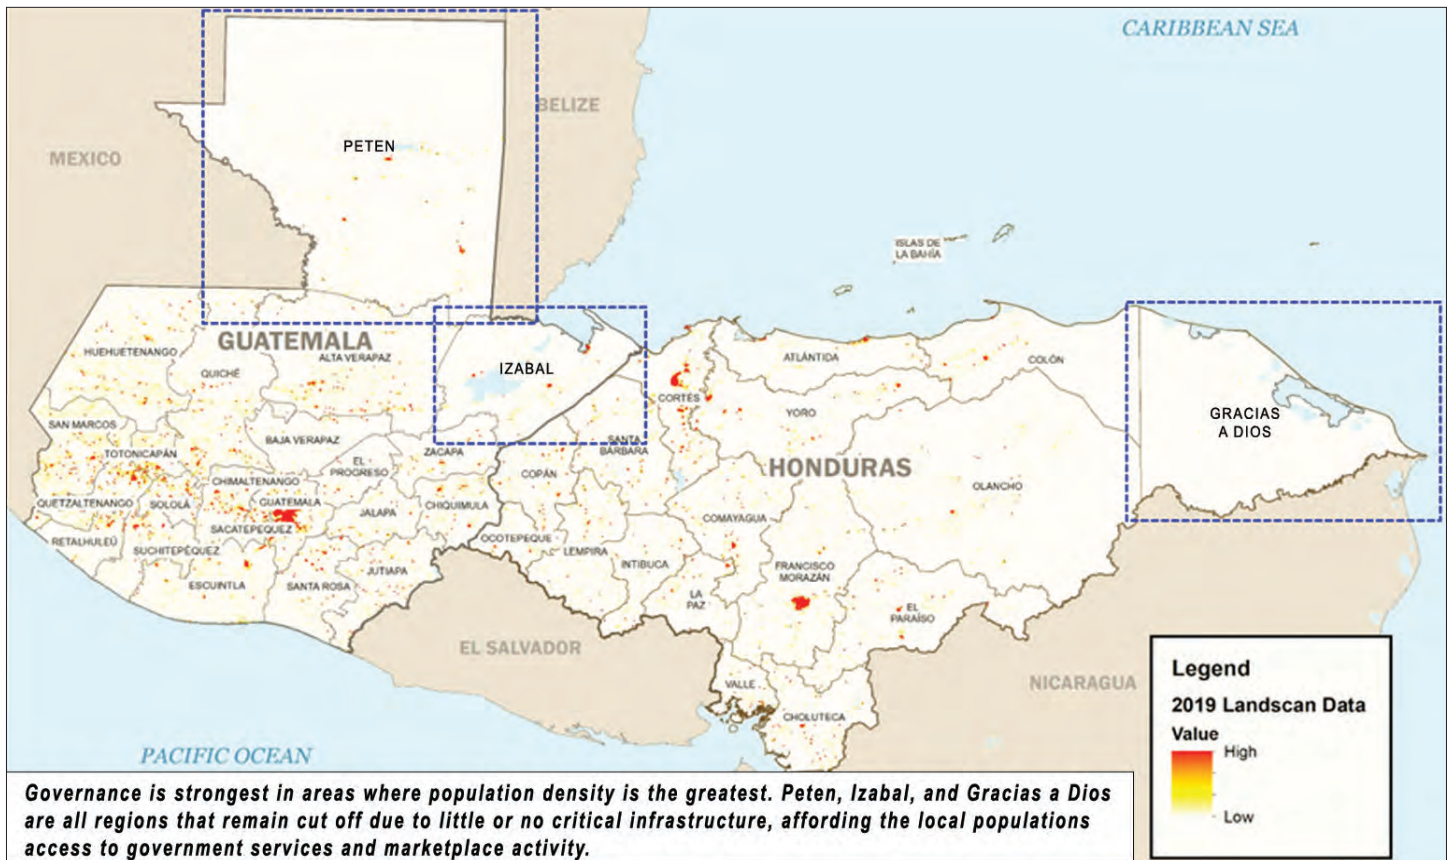 CARIBBEAN SEA
BELIZE
PETEN
MEXICO
ISLAS DE
LA BAHÍA
GUATEMALA
HUEHUETENANGO
ALTA VERAPAZ
QUICHÉ
IZABAL
ATLÁNTIDA
COLÓN
CORTÉS
YORO
GRACIAS
A DIOS
SAN MARCOS
BAJA VERAPAZ
SANTA
BÁRBARA
TOTONICAPÁN
EL
PROGRESO
ZACAPA
COPÁN
HONDURAS
CHIMALTENANGO
OLANCHO
QUETZALTENANGO
SOLOLÁ
GUATEMALA
JALAPA
CHIQUIMULA
COMAYAGUA
SACATEPEQUEZ
RETALHULEÚ
SUCHITEPÉQUEZ
OCOTEPEQUE
LEMPIRA
INTIBUCA
FRANCISCO
MORAZÁN
ESCUINTLA
SANTA ROSA
JUTIAPA
LA
PAZ
EL
PARAÍSO
EL SALVADOR
VALLE
NICARAGUA
CHOLUTECA
PACIFIC OCEAN
Legend
2019 Landscan Data
Value
High
Low
Governance is strongest in areas where population density is the greatest. Peten, Izabal, and Gracias a Dios
are all regions that remain cut off due to little or no critical infrastructure, affording the local populations
access to government services and marketplace activity.